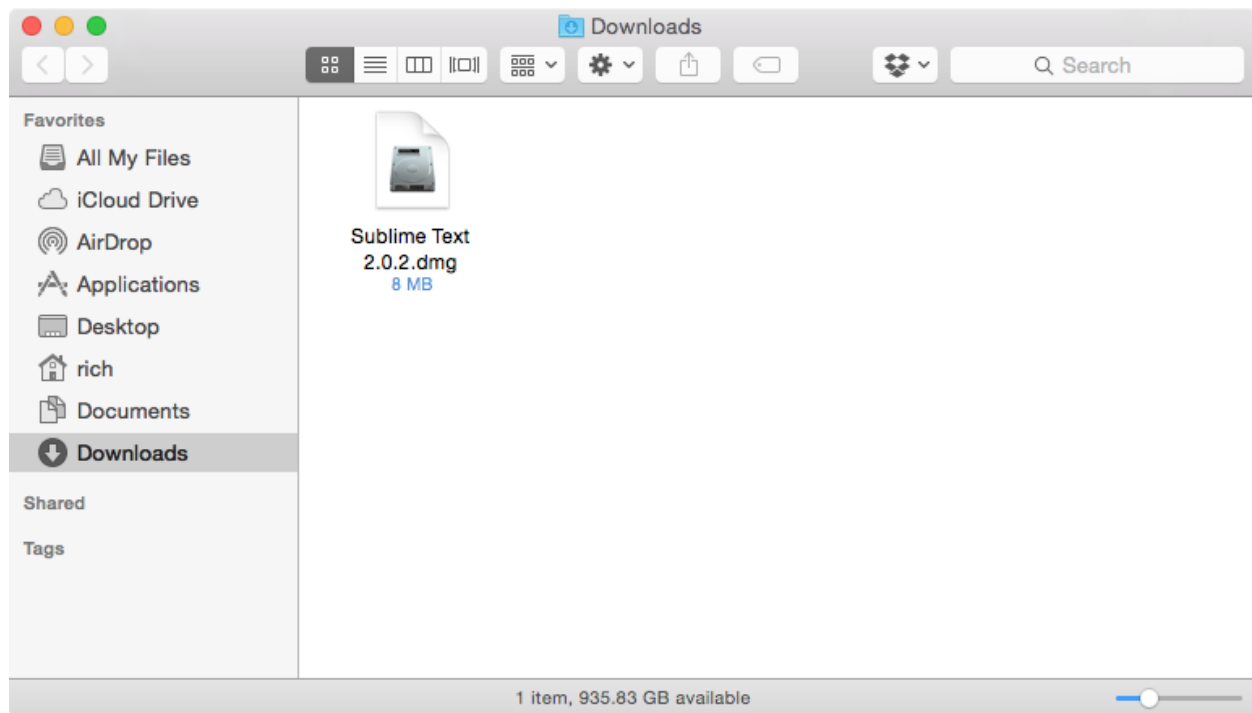 Downloads
Search
Favorites
All My Files
iCloud Drive
AirDrop
Applications
Desktop
rich
Documents
Downloads
Shared
Tags
Sublime Text
2.0.2.dmg
8 MB
1 item, 935.83 GB available